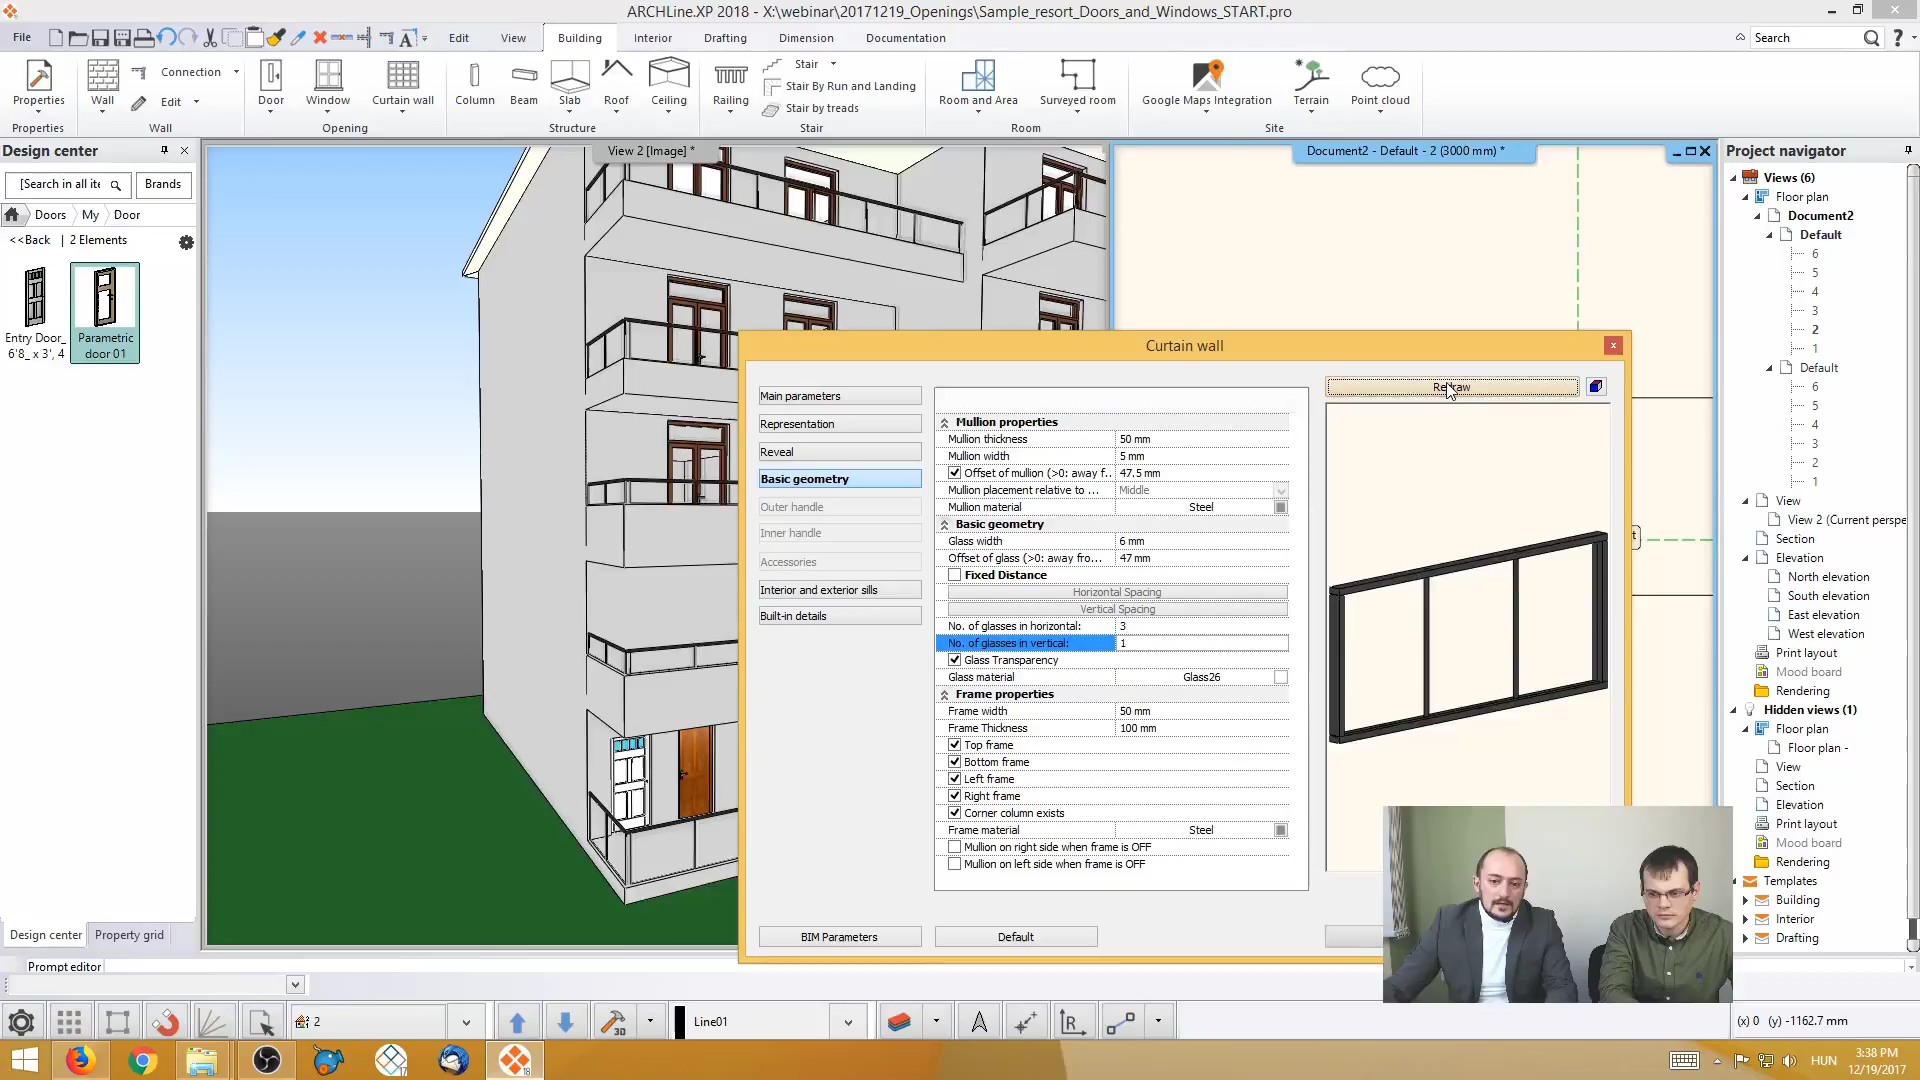 ARCHLine.XP 2018 - X:\webinar\20171219_Openings\Sample_resort_Doors_and_Windows_START.pro
File
Edit
View
Building
Interior
Drafting
Dimension
Documentation
Search
Properties
Wall
Connection
Edit
Door
Window
Curtain wall
Column
Beam
Slab
Roof
Ceiling
Railing
Stair
Stair By Run and Landing
Stair by treads
Room and Area
Surveyed room
Google Maps Integration
Terrain
Point cloud
Properties
Wall
Opening
Structure
Stair
Room
Site
Design center
View 2 [Image] *
Document2 - Default - 2 (3000 mm) *
Project navigator
[Search in all ite
Brands
Doors
My
Door
<<Back | 2 Elements
Entry Door_
6'8_ x 3', 4
Parametric
door 01
Curtain wall
Main parameters
Representation
Reveal
Basic geometry
Outer handle
Inner handle
Accessories
Interior and exterior sills
Built-in details
BIM Parameters
Default
Mullion properties
Mullion thickness 50 mm
Mullion width 5 mm
Offset of mullion (>0: away f.. 47.5 mm
Mullion placement relative to ... Middle
Mullion material Steel
Basic geometry
Glass width 6 mm
Offset of glass (>0: away fro... 47 mm
Fixed Distance
Horizontal Spacing
Vertical Spacing
No. of glasses in horizontal: 3
No. of glasses in vertical: 1
Glass Transparency
Glass material Glass26
Frame properties
Frame width 50 mm
Frame Thickness 100 mm
Top frame
Bottom frame
Left frame
Right frame
Corner column exists
Frame material Steel
Mullion on right side when frame is OFF
Mullion on left side when frame is OFF
Redraw
Views (6)
Floor plan
Document2
Default
6
5
4
3
2
1
Default
6
5
4
3
2
1
View
View 2 (Current perspe
Section
Elevation
North elevation
South elevation
East elevation
West elevation
Print layout
Mood board
Rendering
Hidden views (1)
Floor plan
Floor plan -
View
Section
Elevation
Print layout
Mood board
Rendering
Templates
Building
Interior
Drafting
Design center
Property grid
Prompt editor
2
3D
Line01
R
(x) 0 (y) -1162.7 mm
17
18
HUN
3:38 PM
12/19/2017